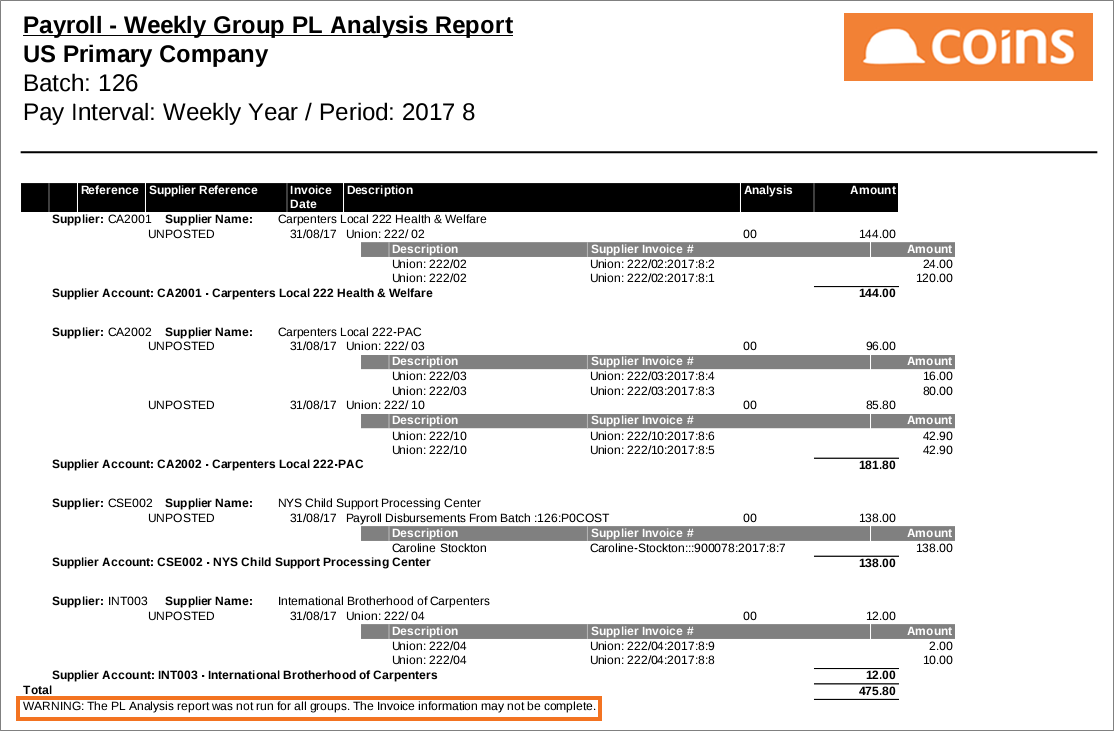 Payroll - Weekly Group PL Analysis Report
US Primary Company
Batch: 126
Pay Interval: Weekly Year / Period: 2017 8
coins
Reference Supplier Reference Invoice Date Description Analysis Amount
Supplier: CA2001 Supplier Name: Carpenters Local 222 Health & Welfare
UNPOSTED 31/08/17 Union: 222/ 02 00 144.00
Description Supplier Invoice # Amount
Union: 222/02 Union: 222/02:2017:8:2 24.00
Union: 222/02 Union: 222/02:2017:8:1 120.00
Supplier Account: CA2001 - Carpenters Local 222 Health & Welfare 144.00
Supplier: CA2002 Supplier Name: Carpenters Local 222-PAC
UNPOSTED 31/08/17 Union: 222/ 03 00 96.00
Description Supplier Invoice # Amount
Union: 222/03 Union: 222/03:2017:8:4 16.00
Union: 222/03 Union: 222/03:2017:8:3 80.00
UNPOSTED 31/08/17 Union: 222/ 10 00 85.80
Description Supplier Invoice # Amount
Union: 222/10 Union: 222/10:2017:8:6 42.90
Union: 222/10 Union: 222/10:2017:8:5 42.90
Supplier Account: CA2002 - Carpenters Local 222-PAC 181.80
Supplier: CSE002 Supplier Name: NYS Child Support Processing Center
UNPOSTED 31/08/17 Payroll Disbursements From Batch :126:P0COST 00 138.00
Description Supplier Invoice # Amount
Caroline Stockton Caroline-Stockton:::900078:2017:8:7 138.00
Supplier Account: CSE002 - NYS Child Support Processing Center 138.00
Supplier: INT003 Supplier Name: International Brotherhood of Carpenters
UNPOSTED 31/08/17 Union: 222/ 04 00 12.00
Description Supplier Invoice # Amount
Union: 222/04 Union: 222/04:2017:8:9 2.00
Union: 222/04 Union: 222/04:2017:8:8 10.00
Supplier Account: INT003 - International Brotherhood of Carpenters 12.00
Total 475.80
WARNING: The PL Analysis report was not run for all groups. The Invoice information may not be complete.